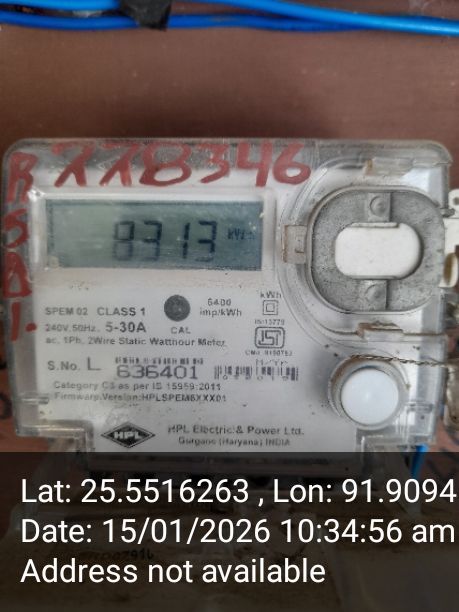 778346
8313 kWh
SPEM 02 CLASS 1
240V, 50Hz, 5-30A
ac, 1Ph, 2Wire Static Watthour Meter
CAL
6400
imp/kWh
kWh
IS:13779
S.No. L 636401
Category C3 as per IS 15959:2011
Firmware Version:HPLSPEM6XXX01
HPL
HPL Electric & Power Ltd.
Gurgaon (Haryana) INDIA
Lat: 25.5516263 , Lon: 91.9094
Date: 15/01/2026 10:34:56 am
Address not available